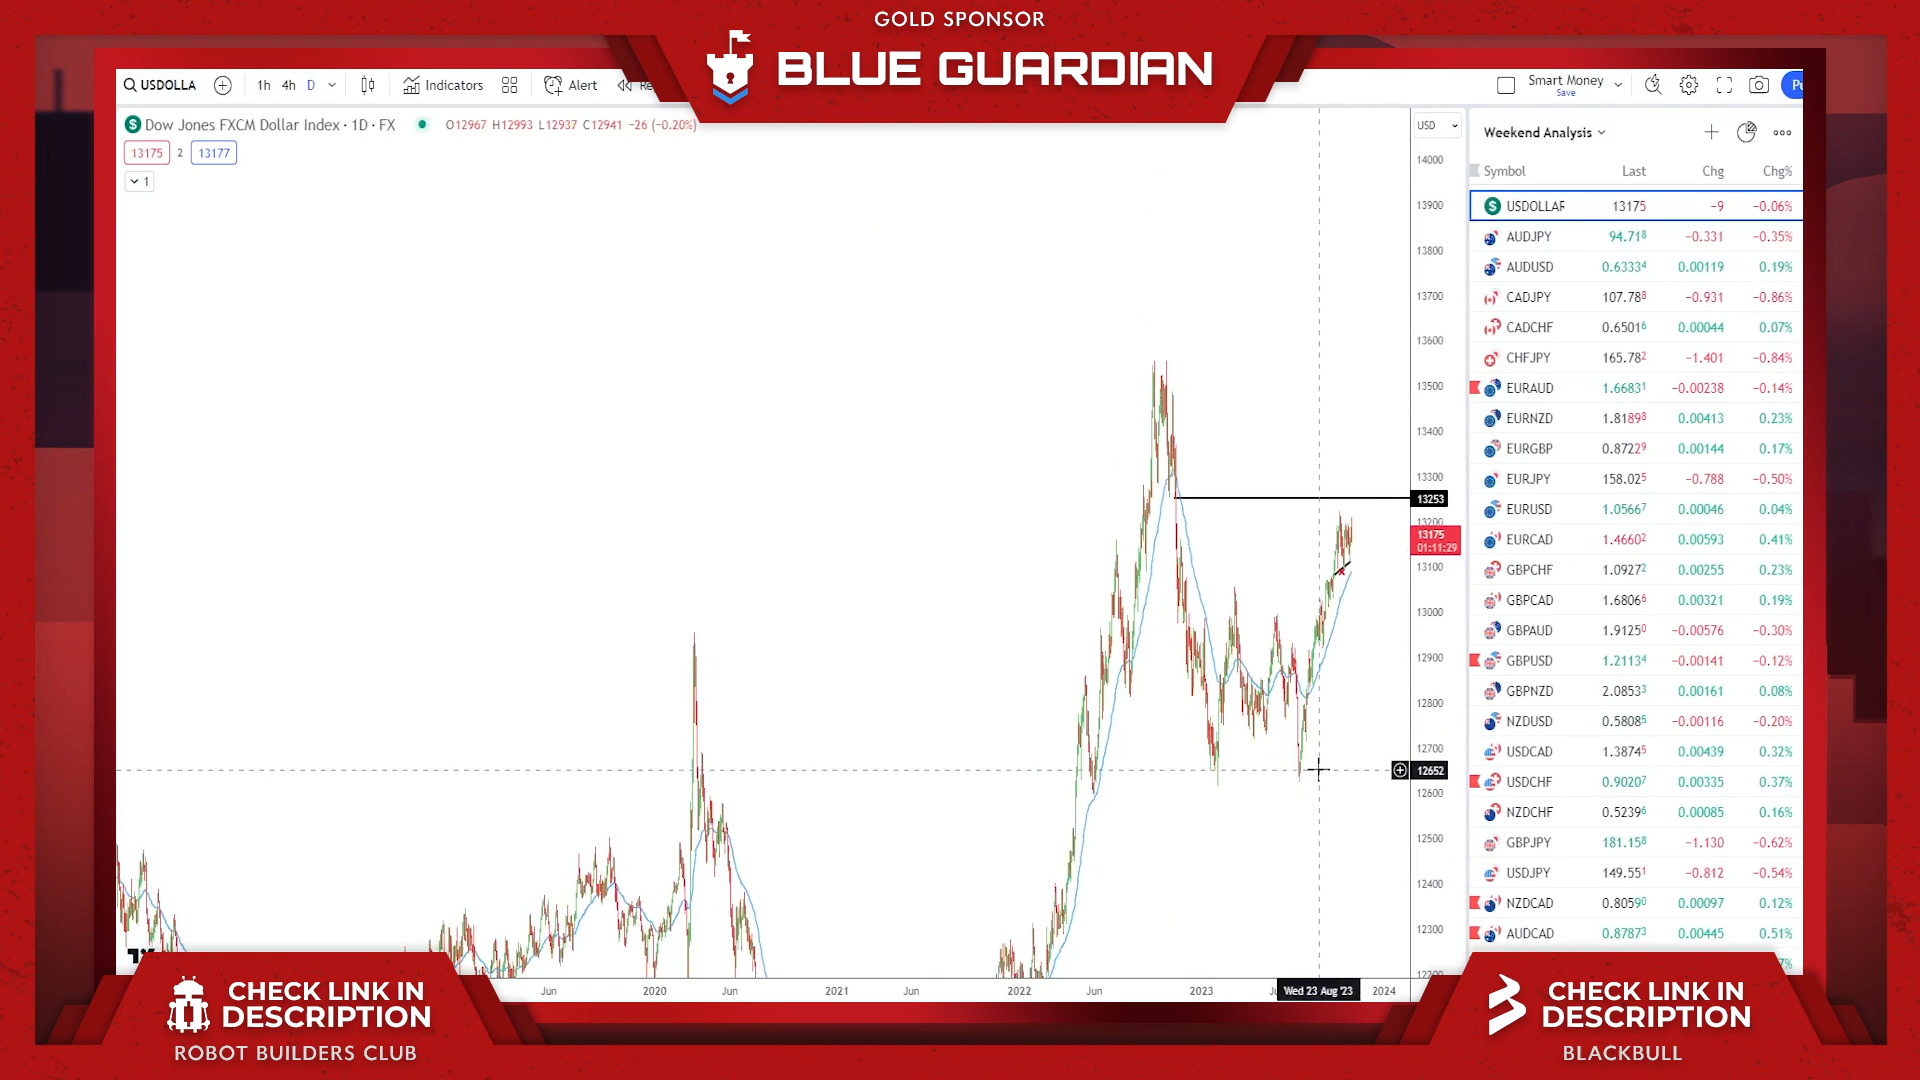 GOLD SPONSOR
BLUE GUARDIAN
USDOLLA
1h 4h D
Indicators
Alert
Re
Smart Money
Save
Pu
Dow Jones FXCM Dollar Index · 1D · FX
O12967 H12993 L12937 C12941 −26 (−0.20%)
13175 2 13177
1
USD
14000
13900
13800
13700
13600
13500
13400
13300
13253
13200
13175
01:11:29
13100
13000
12900
12800
12700
12652
12600
12500
12400
12300
12200
Jun 2020 Jun 2021 Jun 2022 Jun 2023 Wed 23 Aug '23 2024
Weekend Analysis
Symbol Last Chg Chg%
USDOLLAR 13175 −9 −0.06%
AUDJPY 94.718 −0.331 −0.35%
AUDUSD 0.63334 0.00119 0.19%
CADJPY 107.788 −0.931 −0.86%
CADCHF 0.65016 0.00044 0.07%
CHFJPY 165.782 −1.401 −0.84%
EURAUD 1.66831 −0.00238 −0.14%
EURNZD 1.81898 0.00413 0.23%
EURGBP 0.87229 0.00144 0.17%
EURJPY 158.025 −0.788 −0.50%
EURUSD 1.05667 0.00046 0.04%
EURCAD 1.46602 0.00593 0.41%
GBPCHF 1.09272 0.00255 0.23%
GBPCAD 1.68066 0.00321 0.19%
GBPAUD 1.91250 −0.00576 −0.30%
GBPUSD 1.21134 −0.00141 −0.12%
GBPNZD 2.08533 0.00161 0.08%
NZDUSD 0.58085 −0.00116 −0.20%
USDCAD 1.38745 0.00439 0.32%
USDCHF 0.90207 0.00335 0.37%
NZDCHF 0.52396 0.00085 0.16%
GBPJPY 181.158 −1.130 −0.62%
USDJPY 149.551 −0.812 −0.54%
NZDCAD 0.80590 0.00097 0.12%
AUDCAD 0.87873 0.00445 0.51%
CHECK LINK IN
DESCRIPTION
ROBOT BUILDERS CLUB
CHECK LINK IN
DESCRIPTION
BLACKBULL